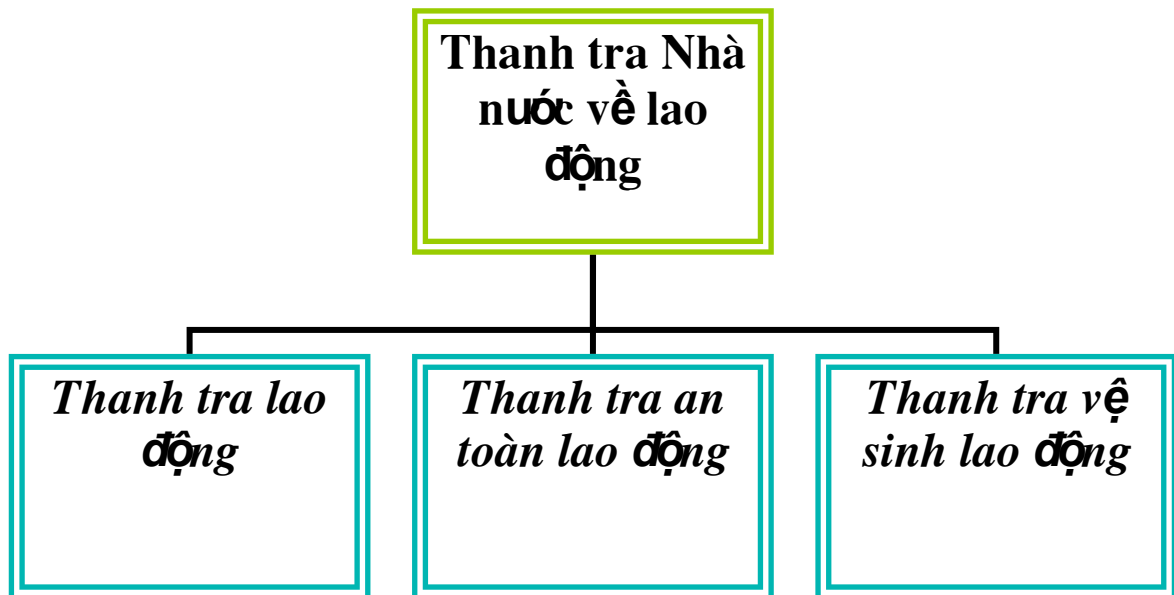 Thanh tra Nhà
nước về lao
động
Thanh tra lao
động
Thanh tra an
toàn lao động
Thanh tra vệ
sinh lao động